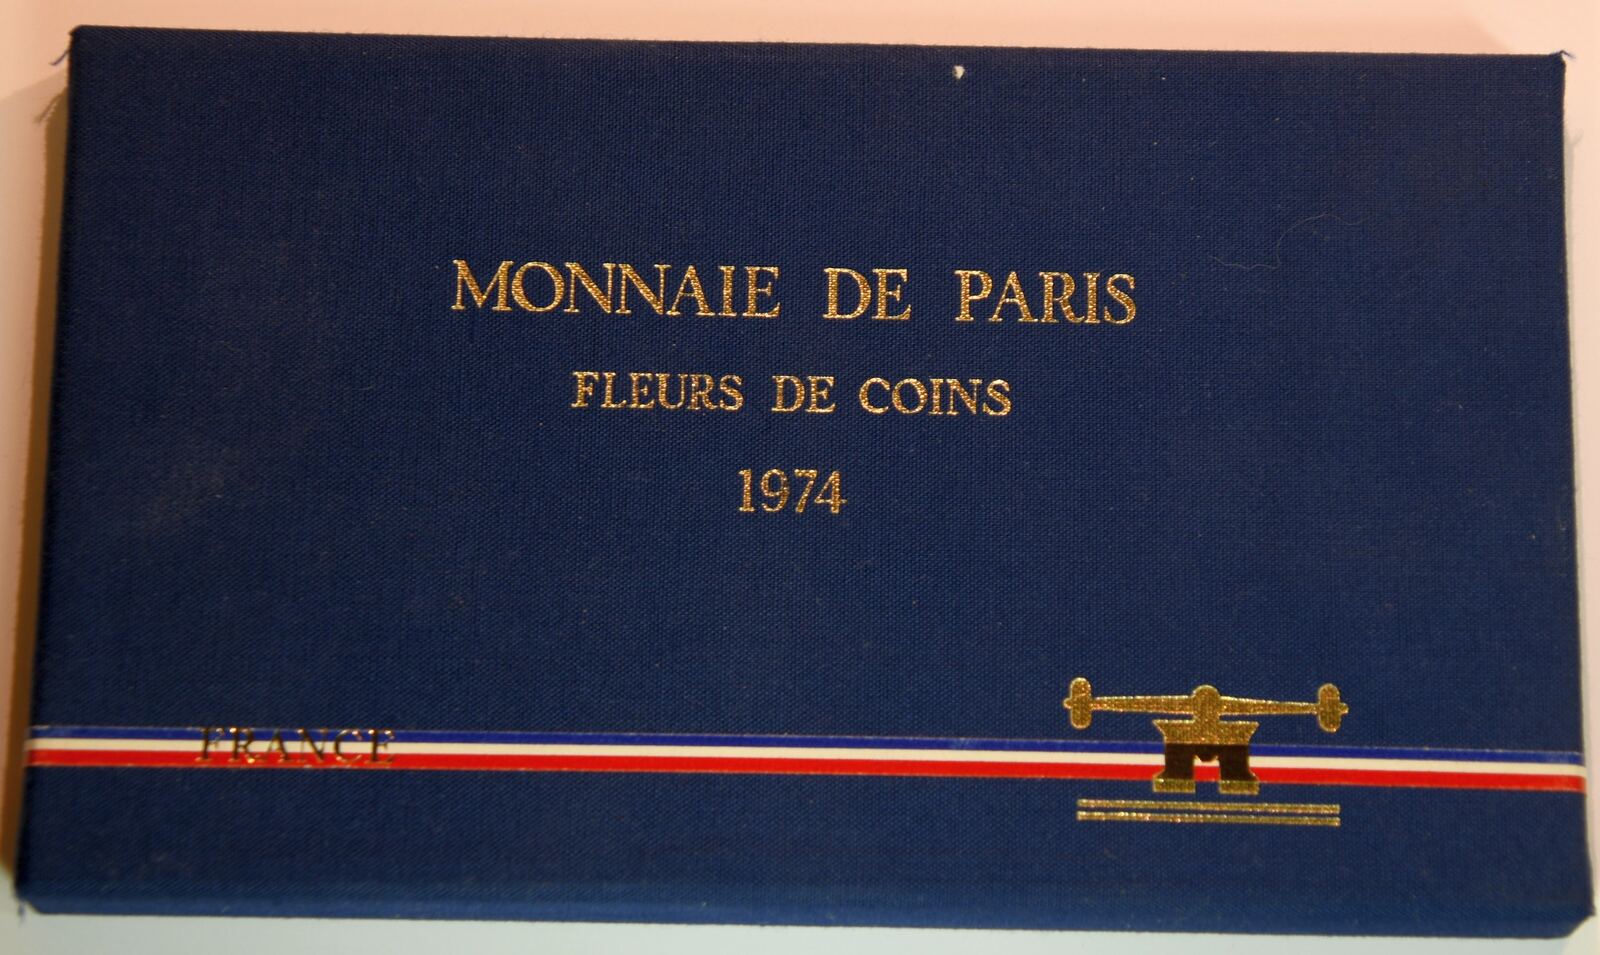 MONNAIE DE PARIS
FLEURS DE COINS
1974
FRANCE